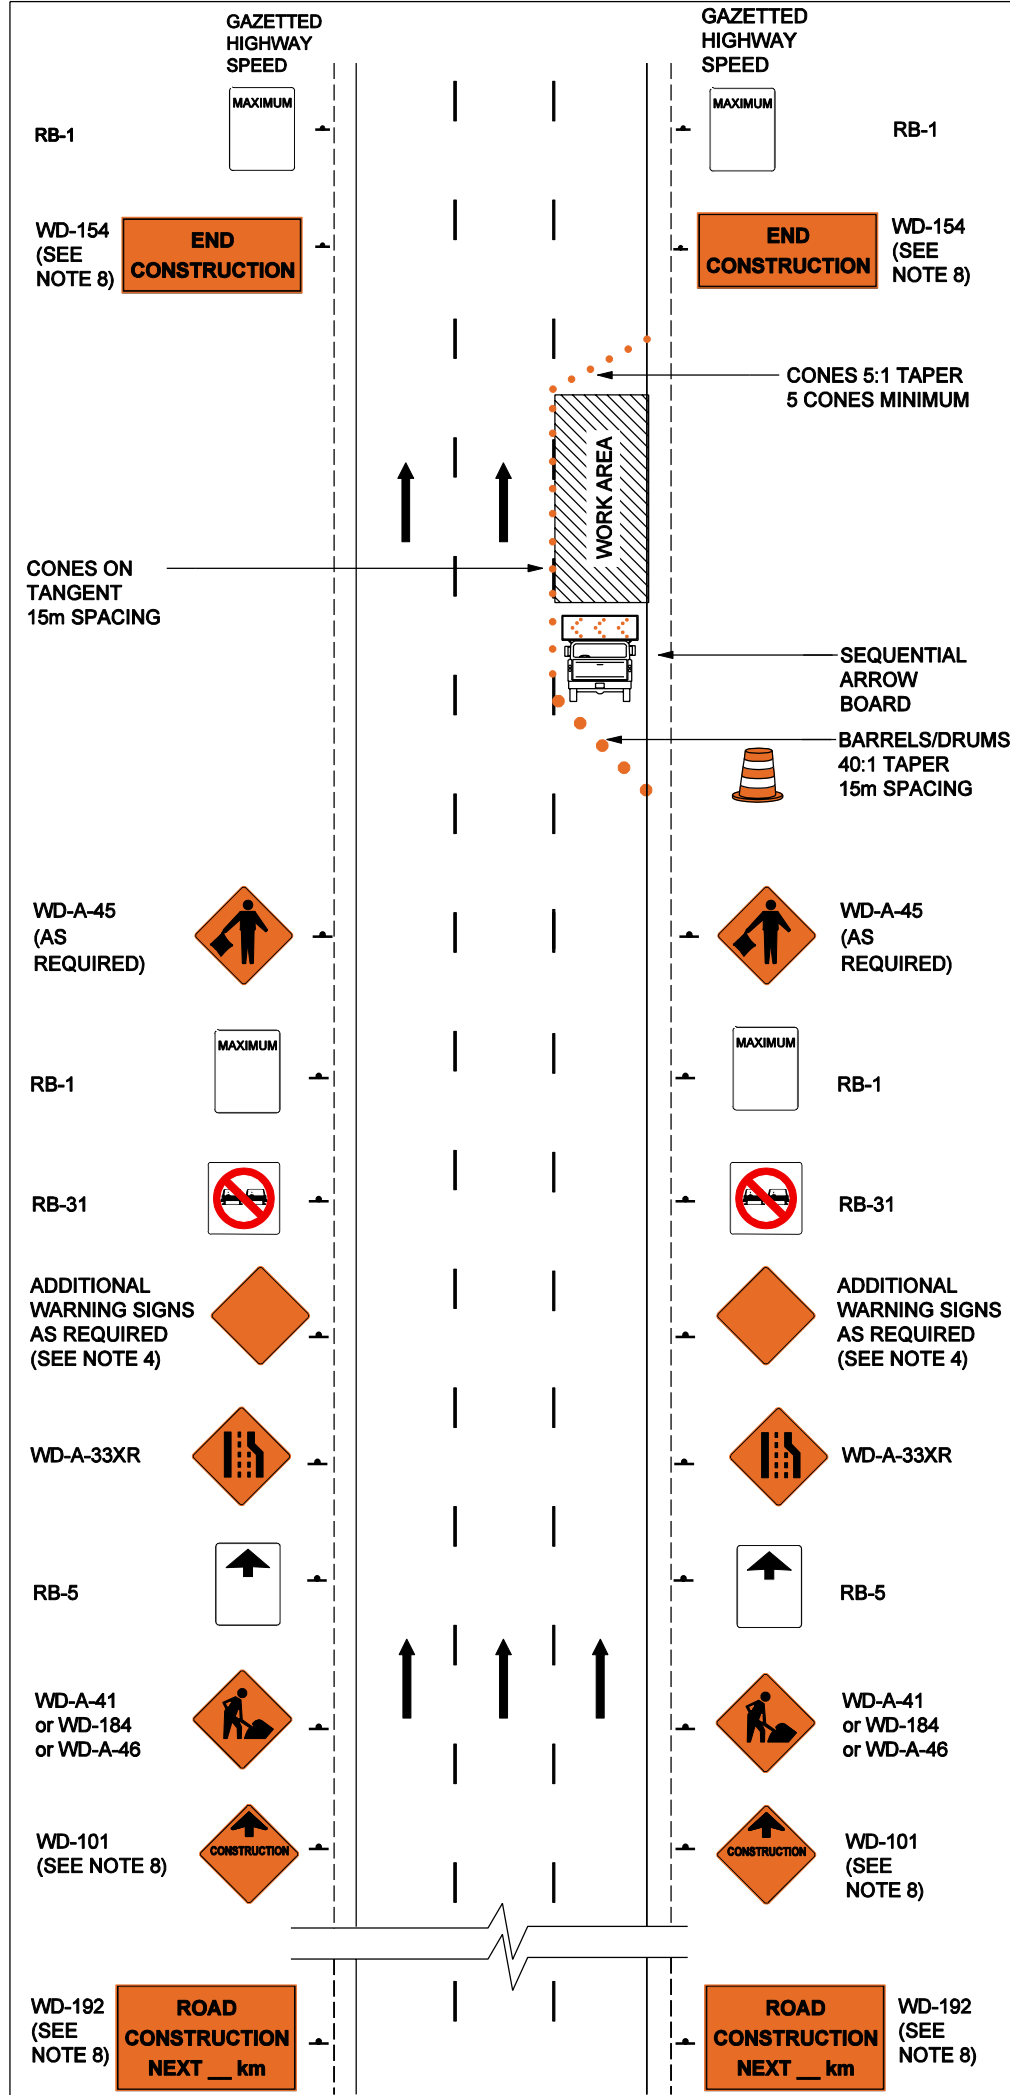 GAZETTED
HIGHWAY
SPEED
GAZETTED
HIGHWAY
SPEED
RB-1
MAXIMUM
MAXIMUM
RB-1
WD-154
(SEE
NOTE 8)
END
CONSTRUCTION
END
CONSTRUCTION
WD-154
(SEE
NOTE 8)
CONES 5:1 TAPER
5 CONES MINIMUM
WORK AREA
CONES ON
TANGENT
15m SPACING
SEQUENTIAL
ARROW
BOARD
BARRELS/DRUMS
40:1 TAPER
15m SPACING
WD-A-45
(AS
REQUIRED)
WD-A-45
(AS
REQUIRED)
RB-1
MAXIMUM
MAXIMUM
RB-1
RB-31
RB-31
ADDITIONAL
WARNING SIGNS
AS REQUIRED
(SEE NOTE 4)
ADDITIONAL
WARNING SIGNS
AS REQUIRED
(SEE NOTE 4)
WD-A-33XR
WD-A-33XR
RB-5
RB-5
WD-A-41
or WD-184
or WD-A-46
WD-A-41
or WD-184
or WD-A-46
WD-101
(SEE NOTE 8)
CONSTRUCTION
CONSTRUCTION
WD-101
(SEE
NOTE 8)
WD-192
(SEE
NOTE 8)
ROAD
CONSTRUCTION
NEXT __ km
ROAD
CONSTRUCTION
NEXT __ km
WD-192
(SEE
NOTE 8)